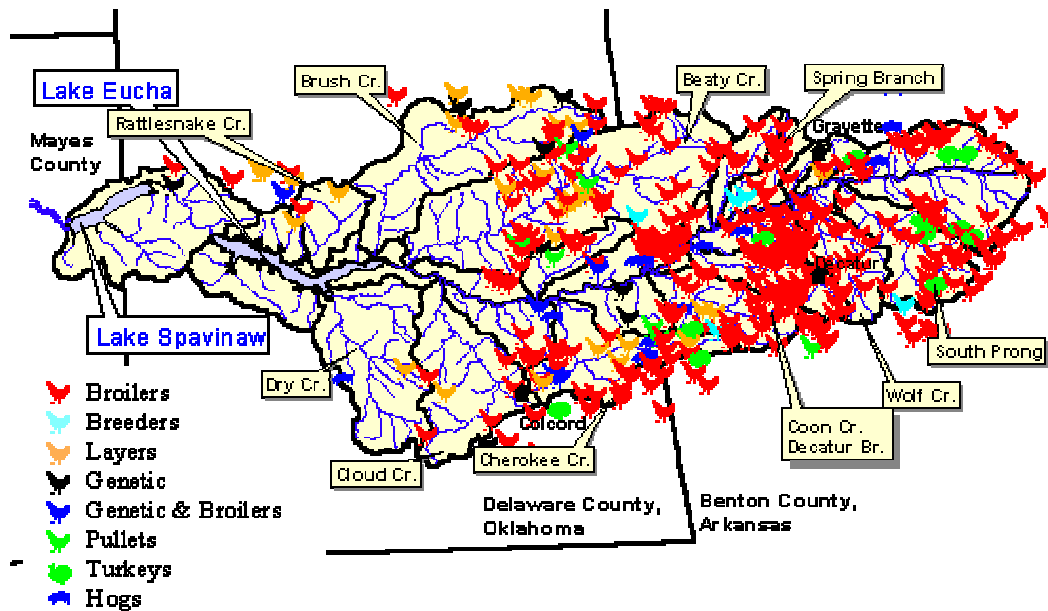 Brush Cr.
Beaty Cr.
Spring Branch
Lake Eucha
Rattlesnake Cr.
Gravette
Mayes
County
Decatur
Lake Spavinaw
South Prong
Dry Cr.
Wolf Cr.
Broilers
Breeders
Layers
Genetic
Genetic & Broilers
Pullets
Turkeys
Hogs
Colcord
Coon Cr.
Decatur Br.
Cloud Cr.
Cherokee Cr.
Delaware County,
Oklahoma
Benton County,
Arkansas